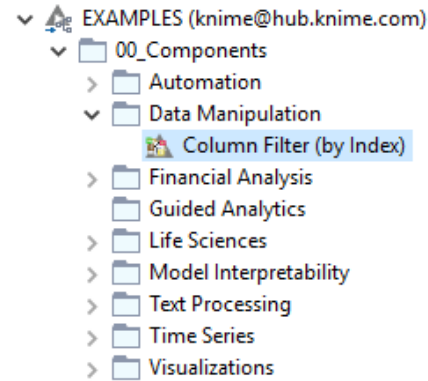 EXAMPLES (knime@hub.knime.com)
00_Components
Automation
Data Manipulation
Column Filter (by Index)
Financial Analysis
Guided Analytics
Life Sciences
Model Interpretability
Text Processing
Time Series
Visualizations